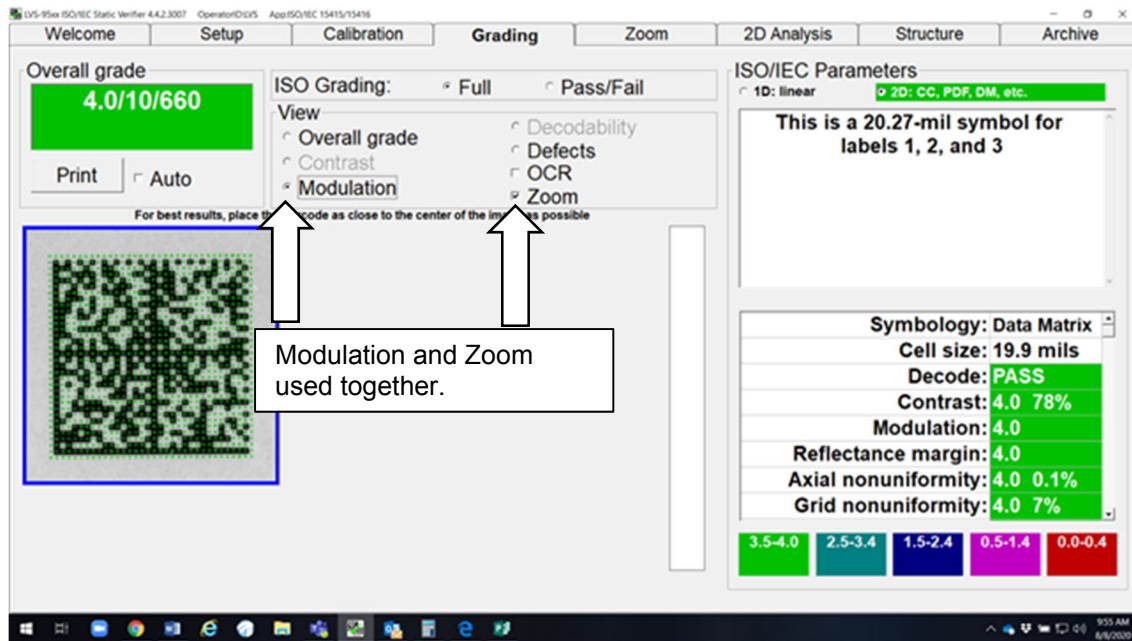 LVS-95xx ISO/IEC Static Verifier 4.4.2.3007 OperatorID:LVS App:ISO/IEC 15415/15416
Welcome Setup Calibration Grading Zoom 2D Analysis Structure Archive
Overall grade
4.0/10/660
Print
Auto
ISO Grading: Full Pass/Fail
View
Overall grade
Contrast
Modulation
Decodability
Defects
OCR
Zoom
For best results, place code as close to the center of the as possible
Modulation and Zoom
used together.
ISO/IEC Parameters
1D: linear 2D: CC, PDF, DM, etc.
This is a 20.27-mil symbol for
labels 1, 2, and 3
Symbology: Data Matrix
Cell size: 19.9 mils
Decode: PASS
Contrast: 4.0 78%
Modulation: 4.0
Reflectance margin: 4.0
Axial nonuniformity: 4.0 0.1%
Grid nonuniformity: 4.0 7%
3.5-4.0 2.5-3.4 1.5-2.4 0.5-1.4 0.0-0.4
9:55 AM